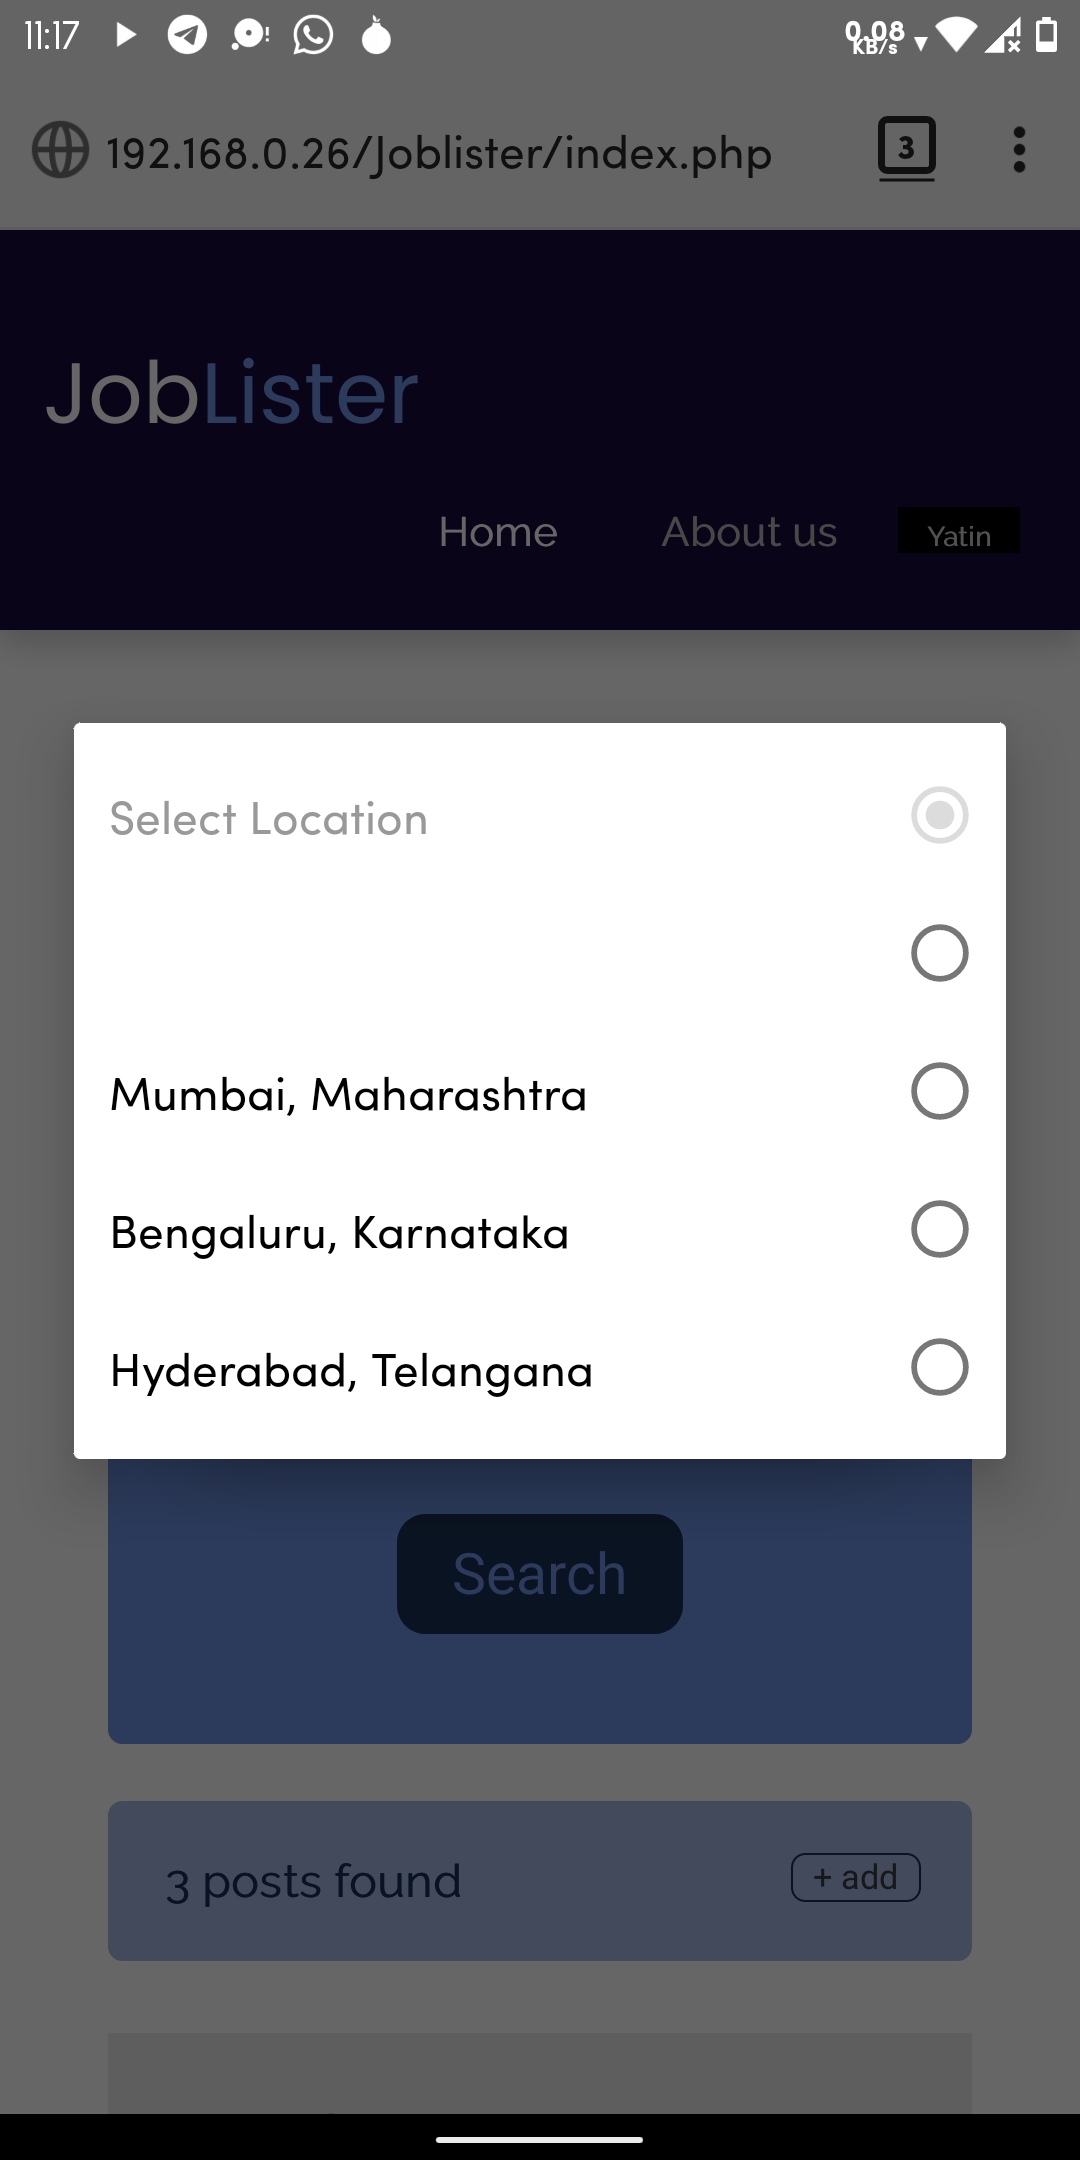 11:17
0.08
KB/s
192.168.0.26/Joblister/index.php
3
JobLister
Home About us Yatin
Select Location
Mumbai, Maharashtra
Bengaluru, Karnataka
Hyderabad, Telangana
Search
3 posts found + add